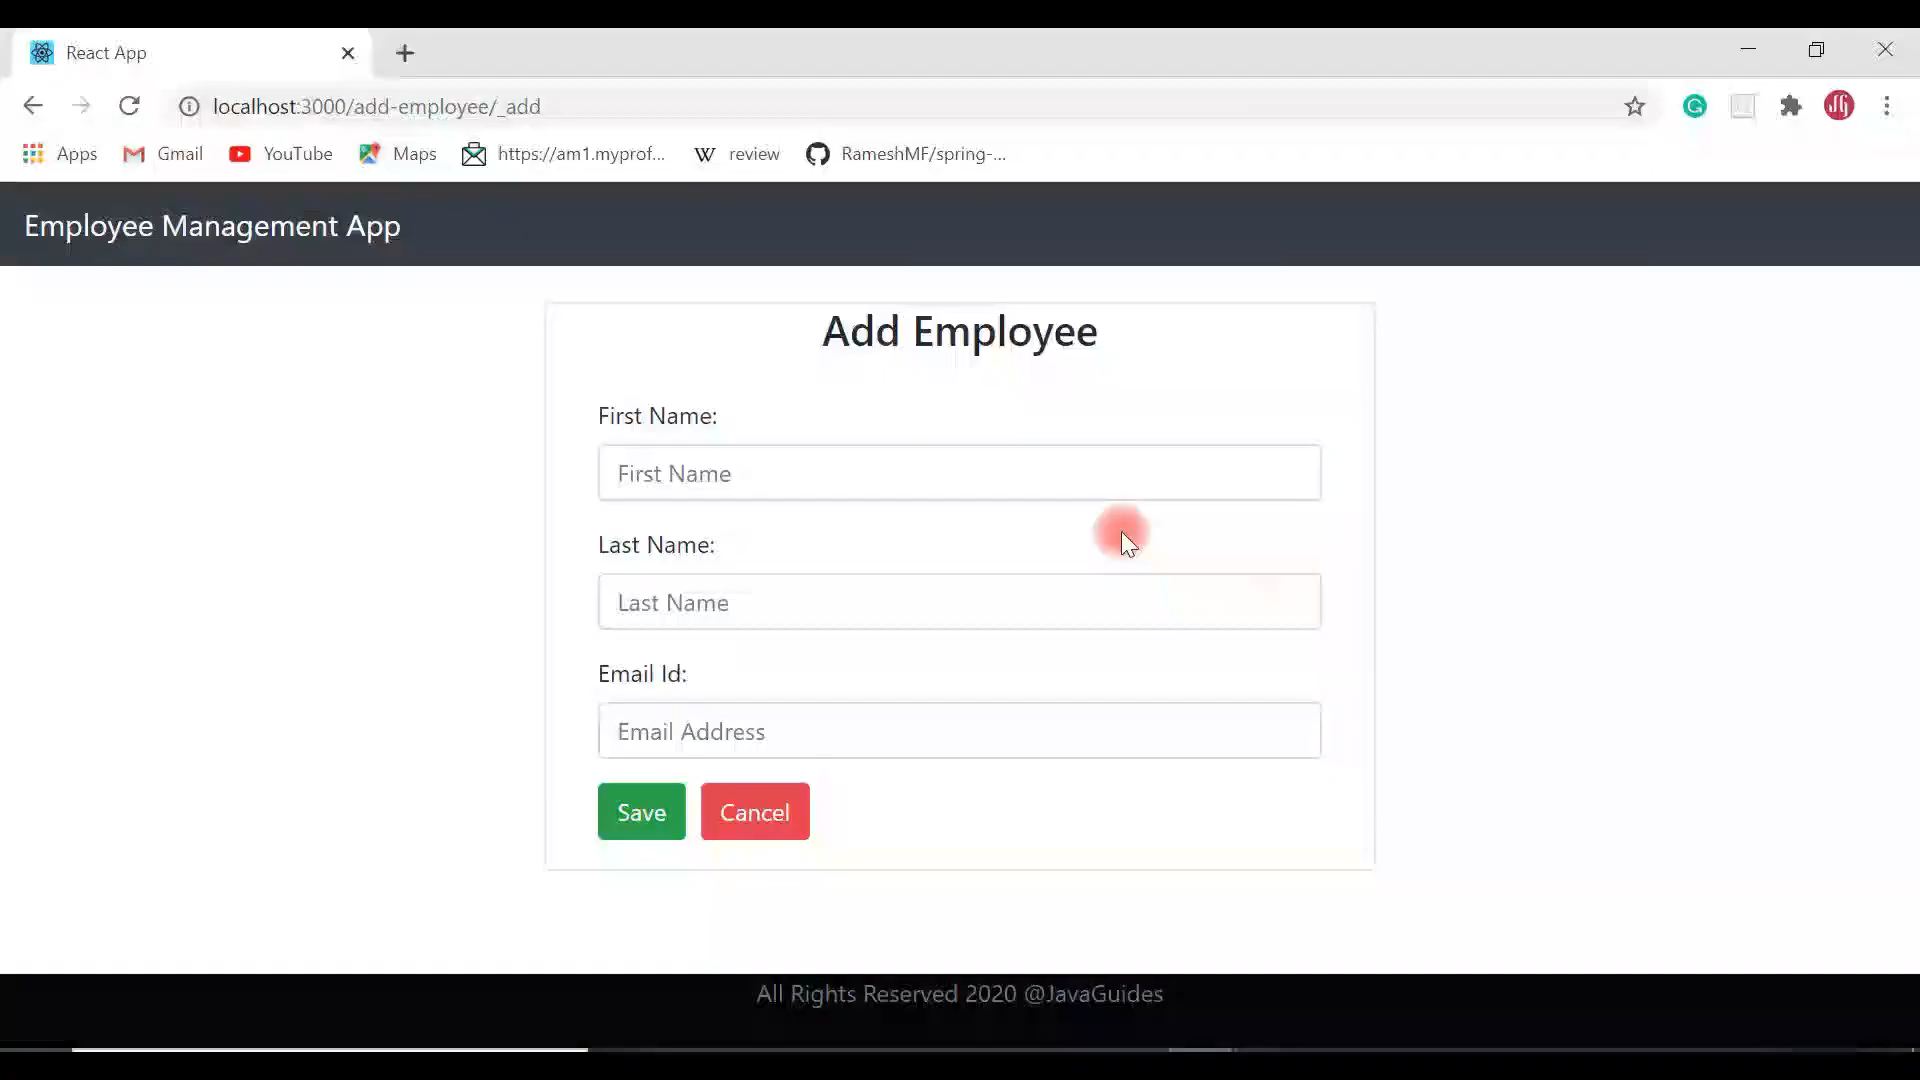 React App
localhost:3000/add-employee/_add
Apps Gmail YouTube Maps https://am1.myprof... W review RameshMF/spring-...
Employee Management App
Add Employee
First Name:
First Name
Last Name:
Last Name
Email Id:
Email Address
Save Cancel
All Rights Reserved 2020 @JavaGuides